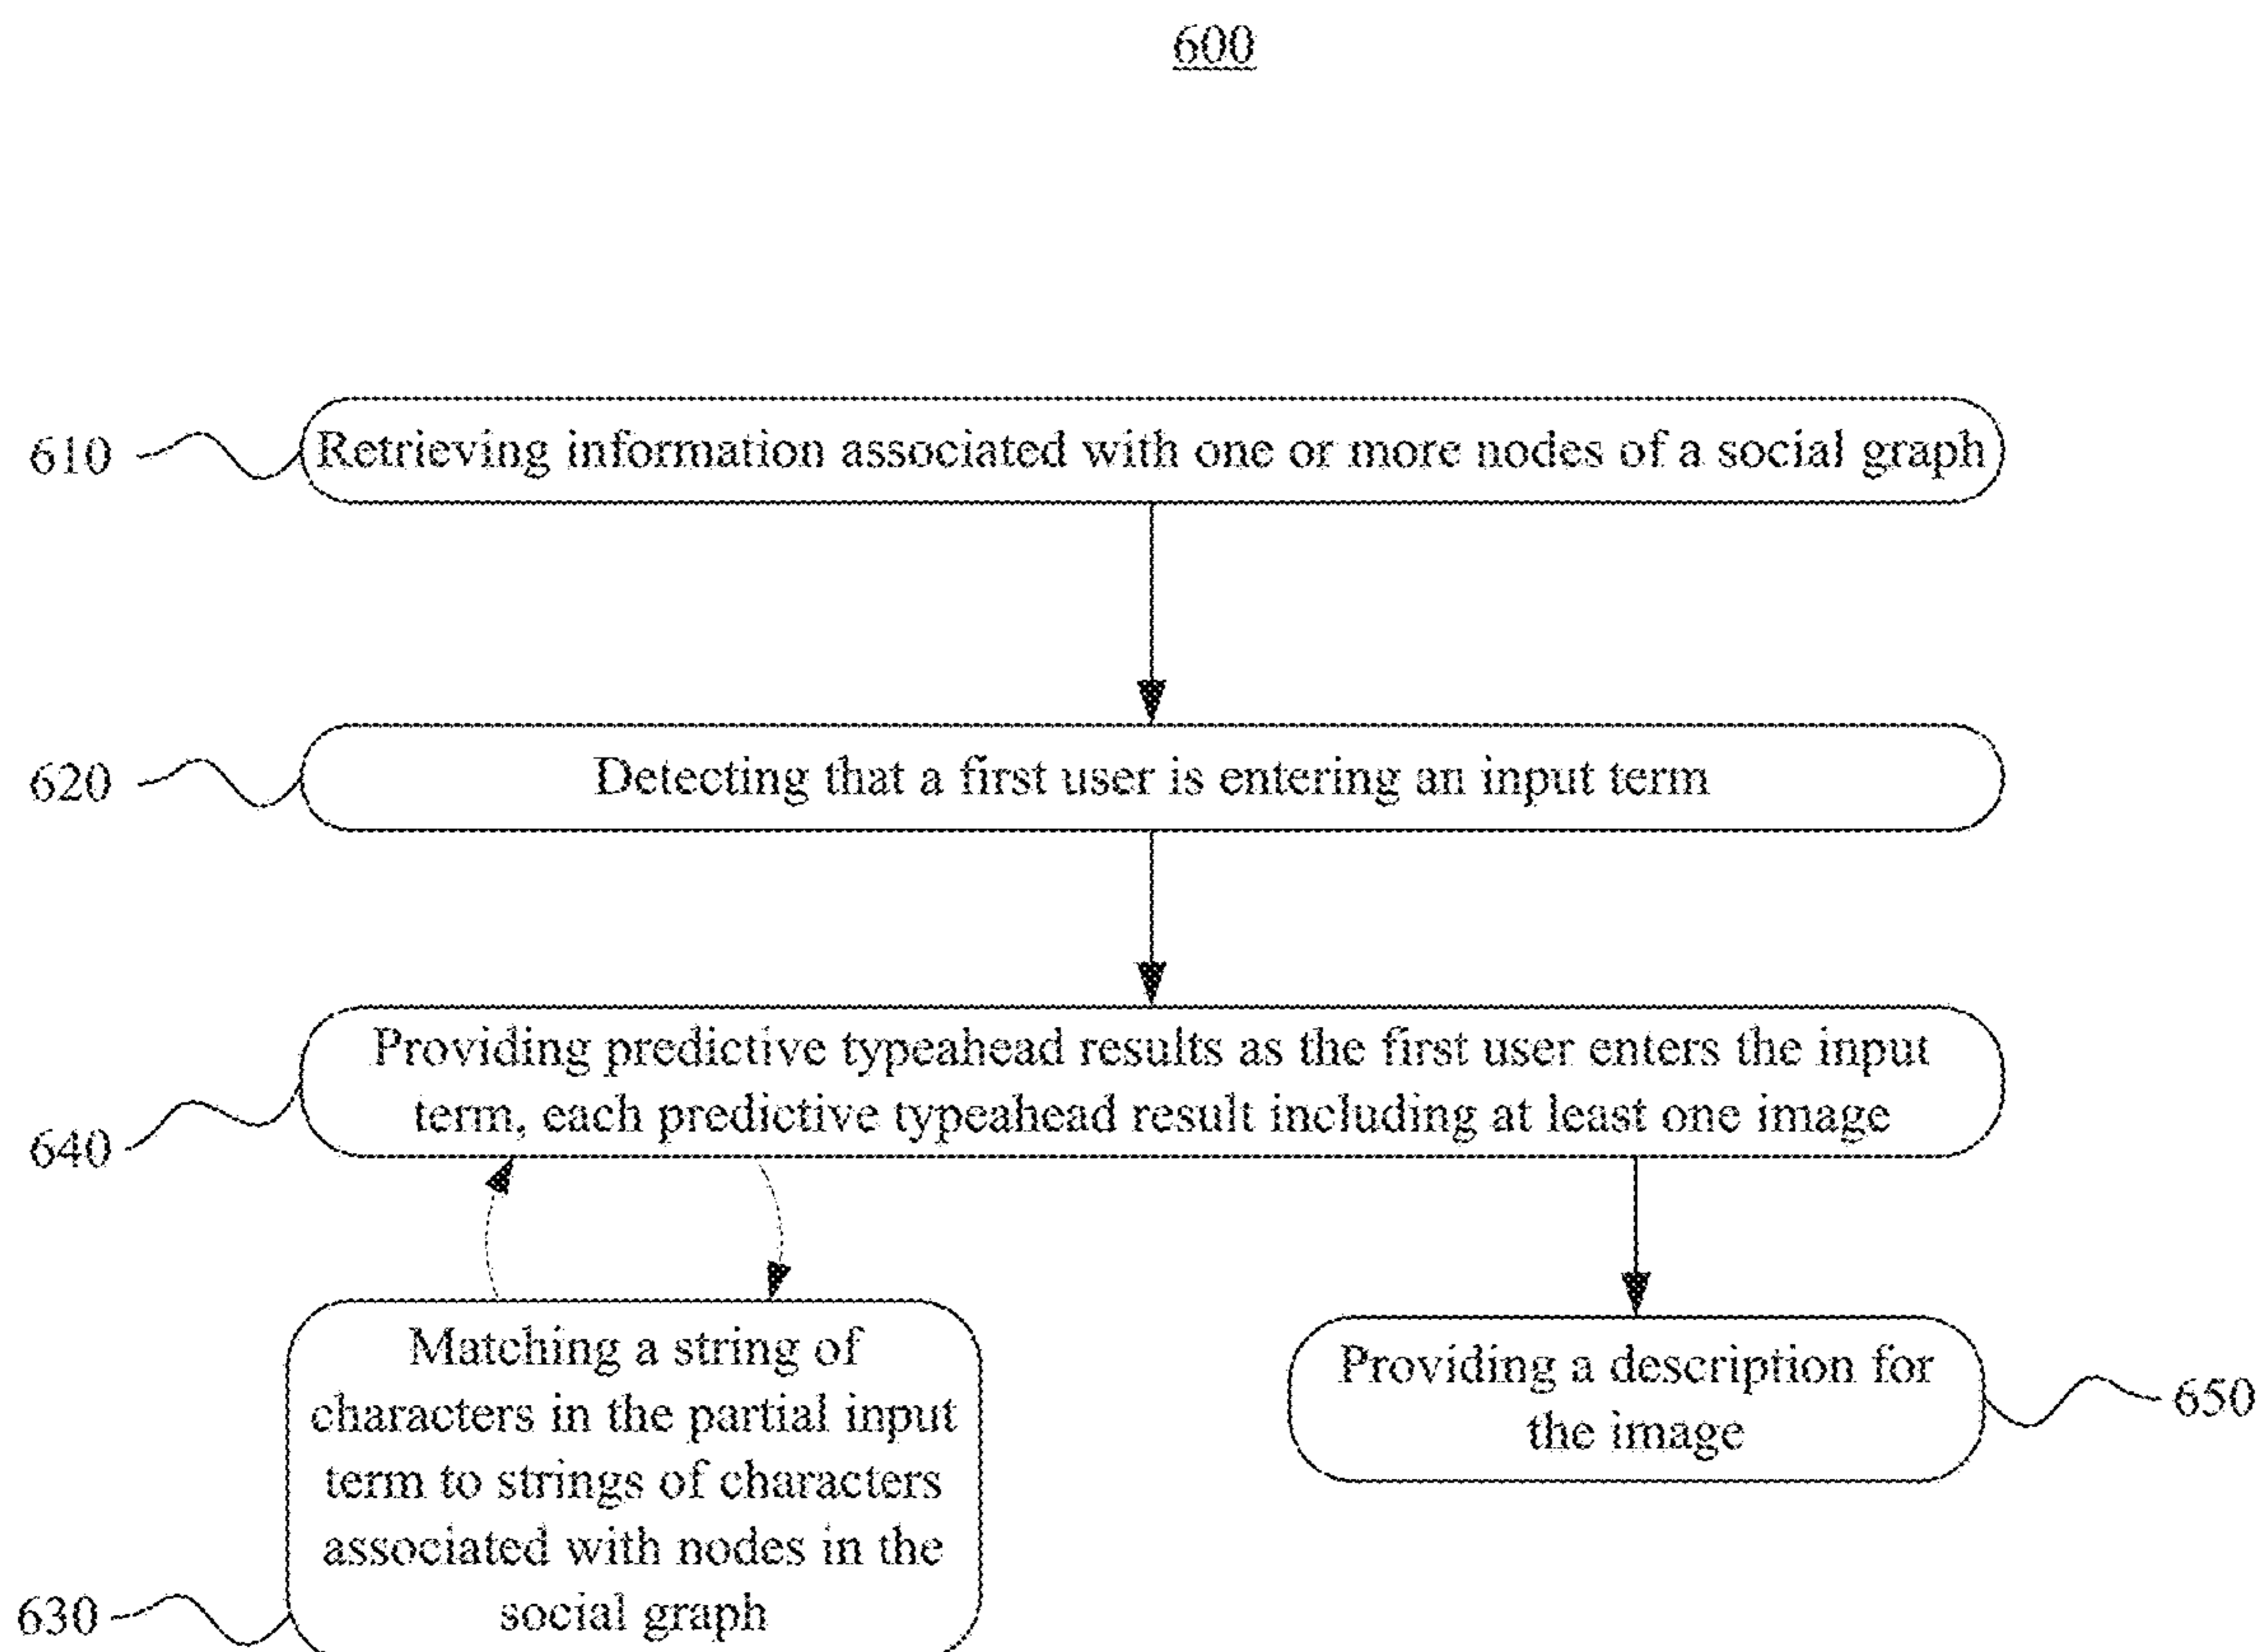 600
610
Retrieving information associated with one or more nodes of a social graph
620
Detecting that a first user is entering an input term
640
Providing predictive typeahead results as the first user enters the input
term, each predictive typeahead result including at least one image
630
Matching a string of
characters in the partial input
term to strings of characters
associated with nodes in the
social graph
Providing a description for
the image
650